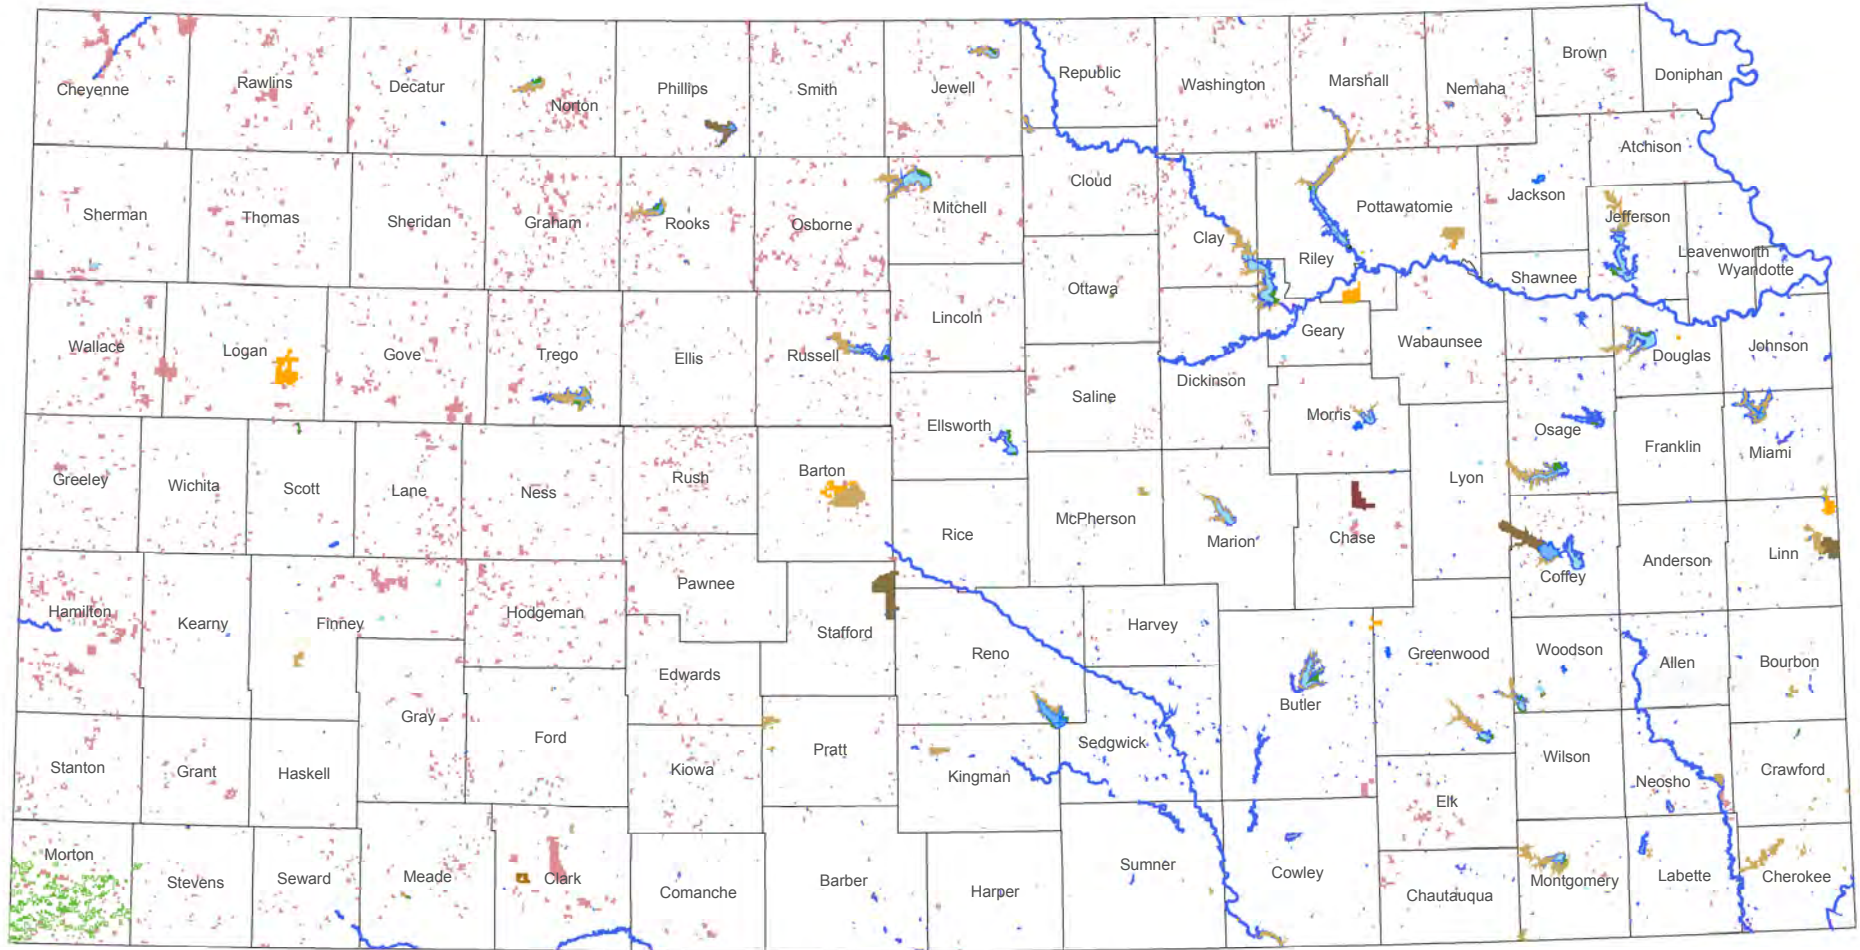 Cheyenne
Rawlins
Decatur
Norton
Phillips
Smith
Jewell
Republic
Washington
Marshall
Nemaha
Brown
Doniphan
Sherman
Thomas
Sheridan
Graham
Rooks
Osborne
Mitchell
Cloud
Clay
Riley
Pottawatomie
Jackson
Atchison
Jefferson
Leavenworth
Wyandotte
Shawnee
Wallace
Logan
Gove
Trego
Ellis
Russell
Lincoln
Ottawa
Geary
Wabaunsee
Douglas
Johnson
Ellsworth
Saline
Dickinson
Morris
Osage
Franklin
Miami
Greeley
Wichita
Scott
Lane
Ness
Rush
Barton
Rice
McPherson
Marion
Chase
Lyon
Coffey
Anderson
Linn
Hamilton
Kearny
Finney
Hodgeman
Pawnee
Stafford
Reno
Harvey
Butler
Greenwood
Woodson
Allen
Bourbon
Stanton
Grant
Haskell
Gray
Ford
Edwards
Kiowa
Pratt
Kingman
Sedgwick
Elk
Wilson
Neosho
Crawford
Morton
Stevens
Seward
Meade
Clark
Comanche
Barber
Harper
Sumner
Cowley
Chautauqua
Montgomery
Labette
Cherokee